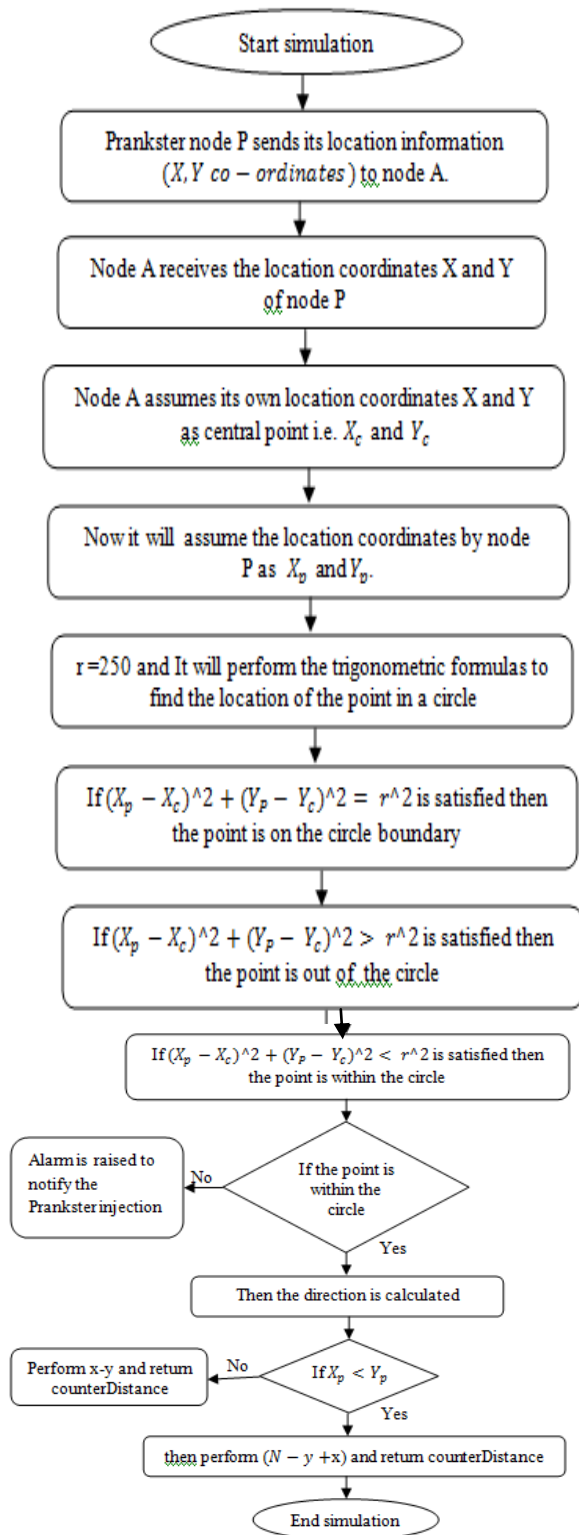 Start simulation
Prankster node P sends its location information
(X, Y co − ordinates) to node A.
Node A receives the location coordinates X and Y
of node P
Node A assumes its own location coordinates X and Y
as central point i.e. X_c and Y_c
Now it will assume the location coordinates by node
P as X_p and Y_p.
r =250 and It will perform the trigonometric formulas to
find the location of the point in a circle
If (X_p − X_c)^2 + (Y_P − Y_c)^2 = r^2 is satisfied then
the point is on the circle boundary
If (X_p − X_c)^2 + (Y_P − Y_c)^2 > r^2 is satisfied then
the point is out of the circle
If (X_p − X_c)^2 + (Y_P − Y_c)^2 < r^2 is satisfied then
the point is within the circle
If the point is
within the
circle
No
Alarm is raised to
notify the
Prankster injection
Yes
Then the direction is calculated
If X_p < Y_p
No
Perform x-y and return
counterDistance
Yes
then perform (N − y +x) and return counterDistance
End simulation